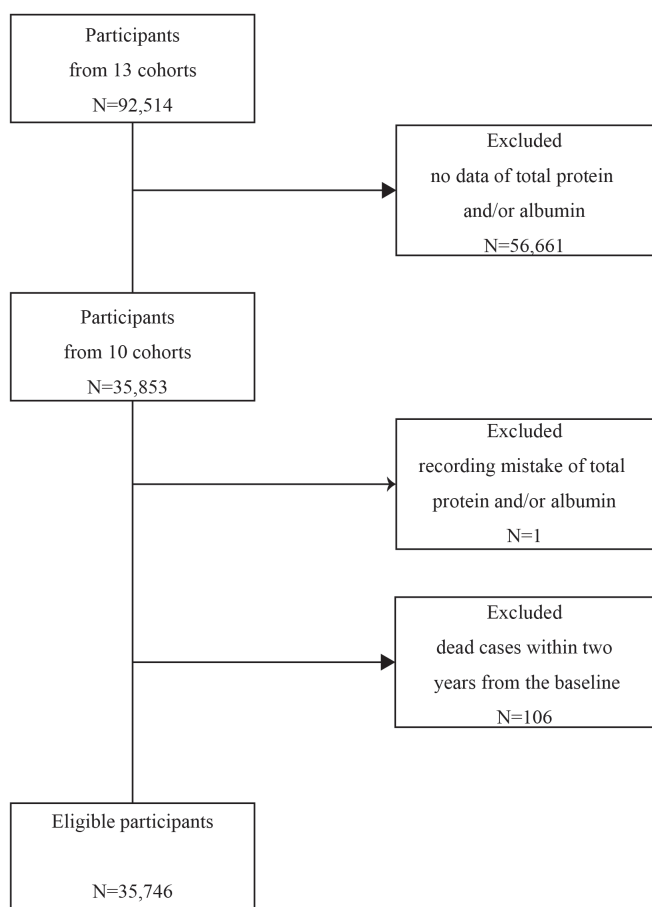 Participants
from 13 cohorts
N=92,514
Excluded
no data of total protein
and/or albumin
N=56,661
Participants
from 10 cohorts
N=35,853
Excluded
recording mistake of total
protein and/or albumin
N=1
Excluded
dead cases within two
years from the baseline
N=106
Eligible participants
N=35,746